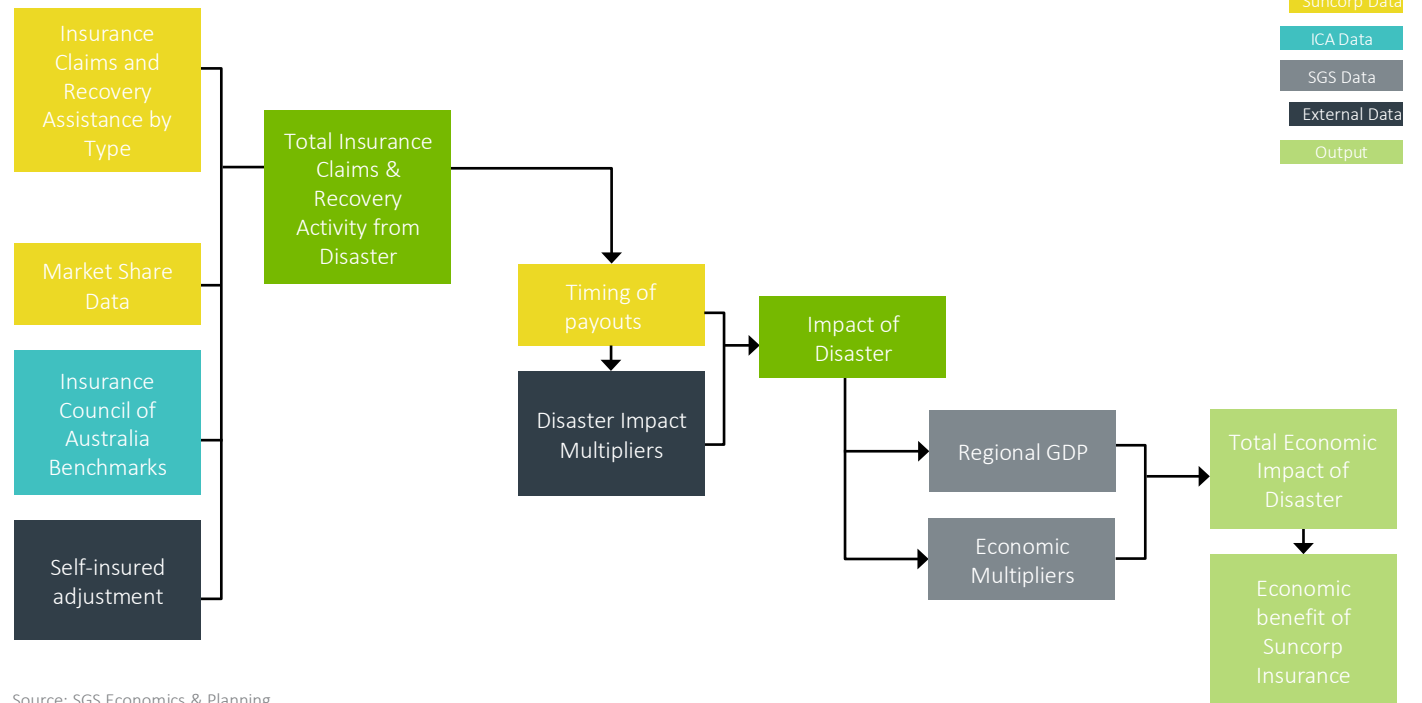 Insurance
Claims and
Recovery
Assistance by
Type
Market Share
Data
Insurance
Council of
Australia
Benchmarks
Self-insured
adjustment
Total Insurance
Claims &
Recovery
Activity from
Disaster
Timing of
payouts
Disaster Impact
Multipliers
Impact of
Disaster
Regional GDP
Economic
Multipliers
Total Economic
Impact of
Disaster
Economic
benefit of
Suncorp
Insurance
Suncorp Data
ICA Data
SGS Data
External Data
Output
Source: SGS Economics & Planning